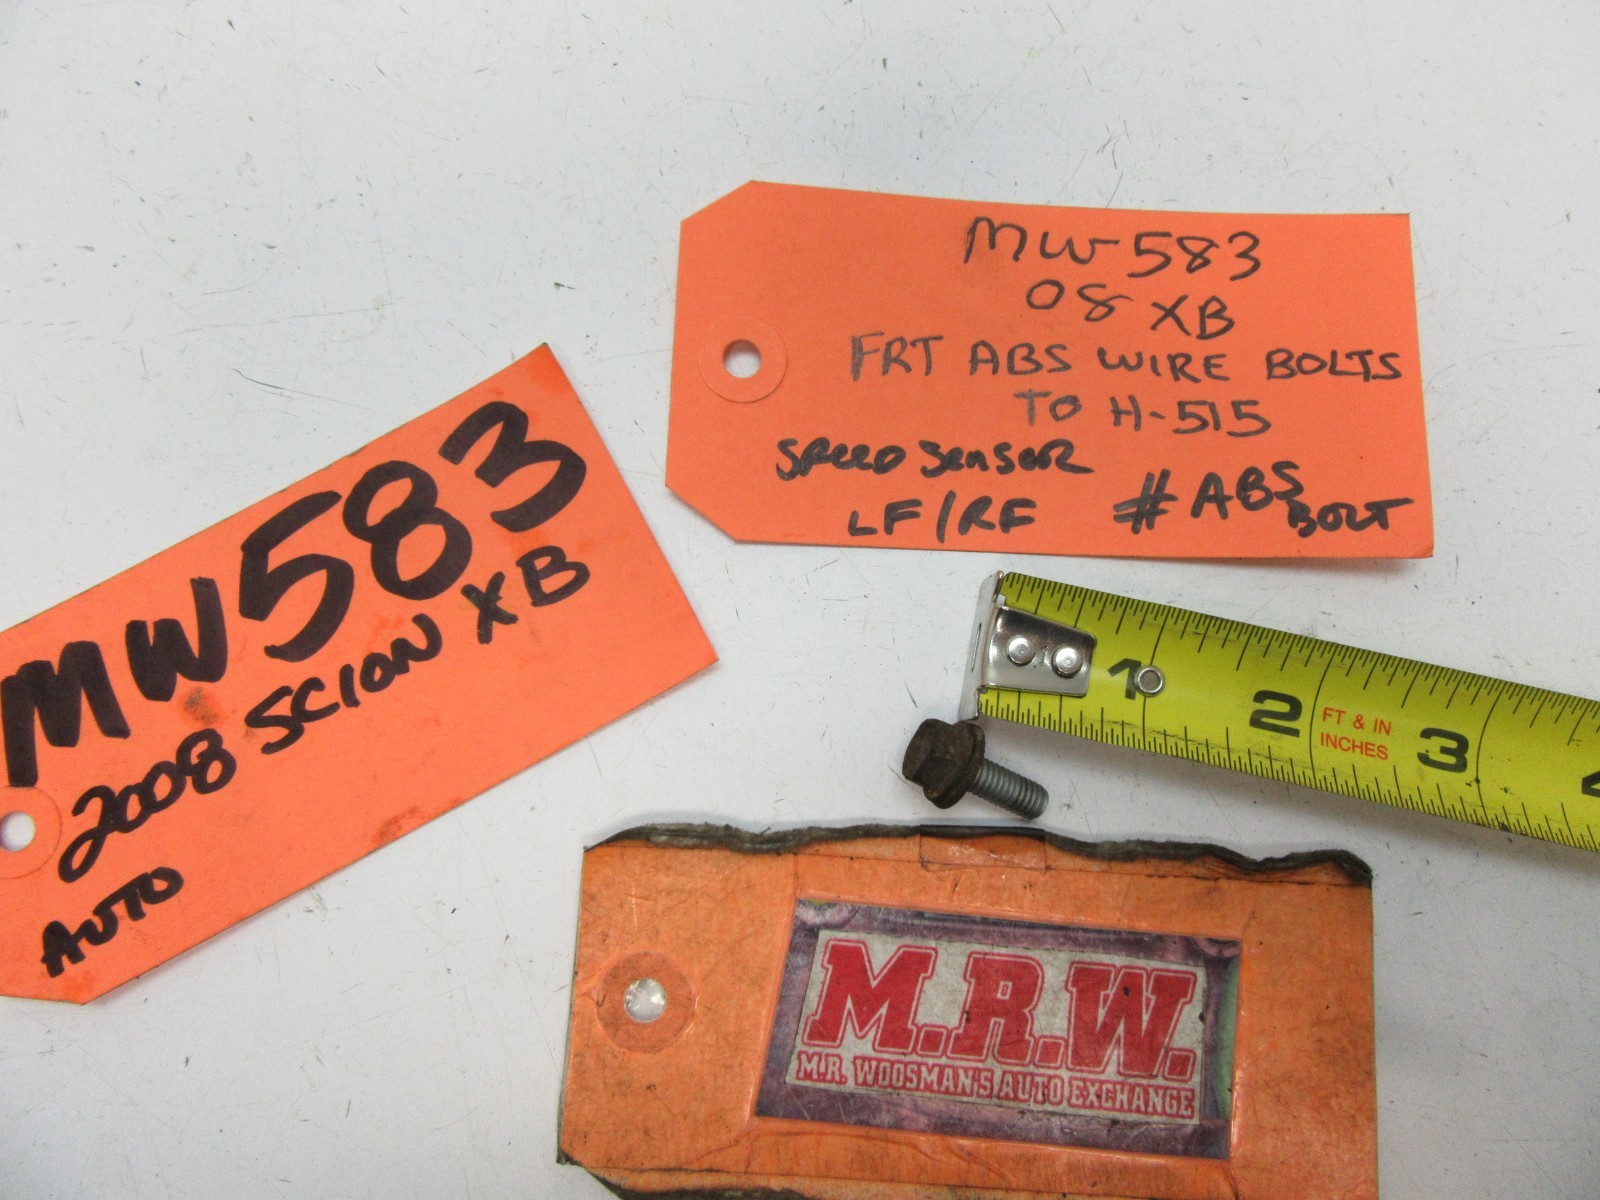 MW583
2008 SCION XB
AUTO
MW-583
08 XB
FRT ABS WIRE BOLTS
TO H-515
SPEED SENSOR
LF/RF # ABS BOLT
1 2 FT & IN INCHES 3 4
M.R.W.
M.R. WOOSMAN'S AUTO EXCHANGE